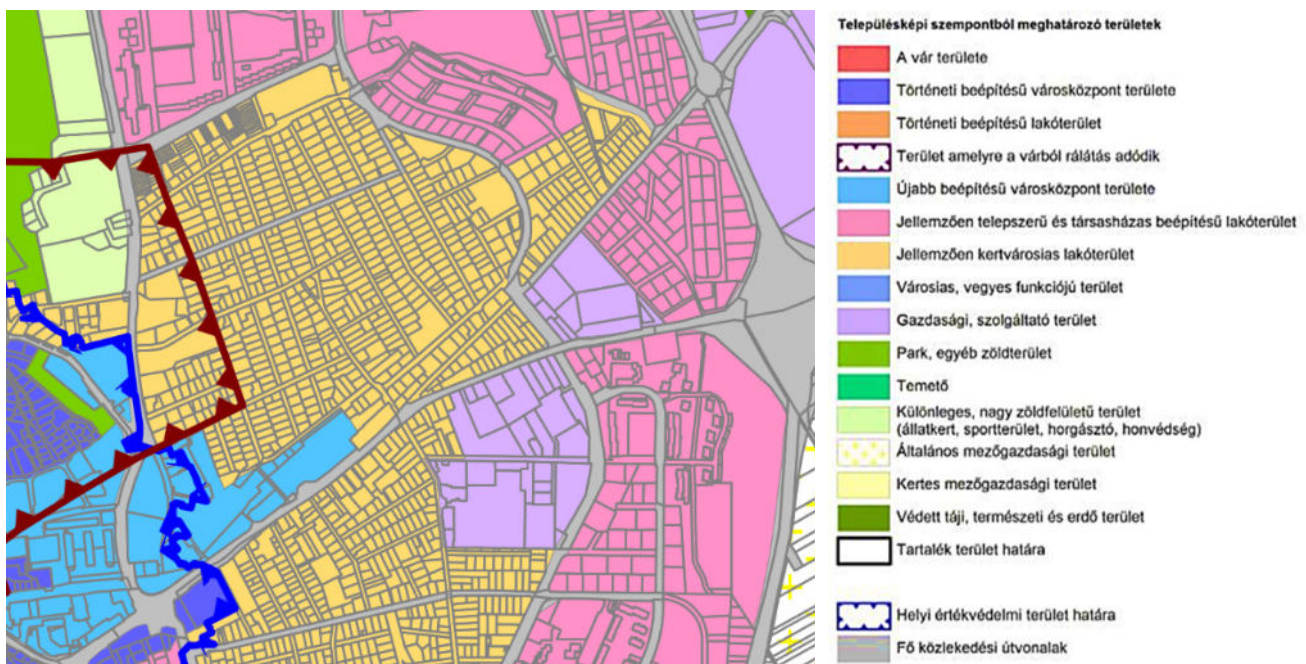 Településképi szempontból meghatározó területek
A vár területe
Történeti beépítésű városközpont területe
Történeti beépítésű lakóterület
Terület amelyre a várból rálátás adódik
Újabb beépítésű városközpont területe
Jellemzően telepszerű és társasházas beépítésű lakóterület
Jellemzően kertvárosias lakóterület
Városias, vegyes funkciójú terület
Gazdasági, szolgáltató terület
Park, egyéb zöldterület
Temető
Különleges, nagy zöldfelületű terület
(állatkert, sportterület, horgásztó, honvédség)
Általános mezőgazdasági terület
Kertes mezőgazdasági terület
Védett táji, természeti és erdő terület
Tartalék terület határa
Helyi értékvédelmi terület határa
Fő közlekedési útvonalak